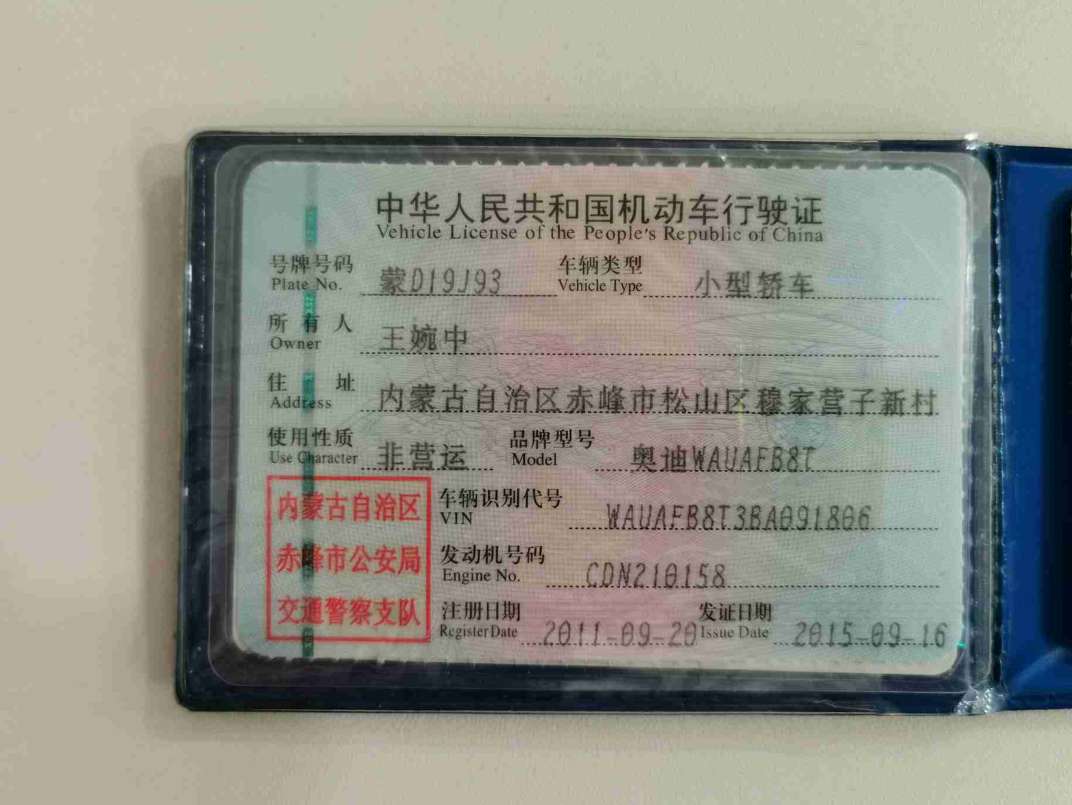 中华人民共和国机动车行驶证
Vehicle License of the People's Republic of China
号牌号码 蒙D19J93 车辆类型 小型轿车
Plate No. Vehicle Type
所有人 王婉中
Owner
住址 内蒙古自治区赤峰市松山区穆家营子新村
Address
使用性质 非营运 品牌型号 奥迪WAUAFB8T
Use Character Model
内蒙古自治区
赤峰市公安局
交通警察支队
车辆识别代号 WAUAFB8T3BA091806
VIN
发动机号码 CDN210158
Engine No.
注册日期 2011-09-20 发证日期 2015-09-16
Register Date Issue Date